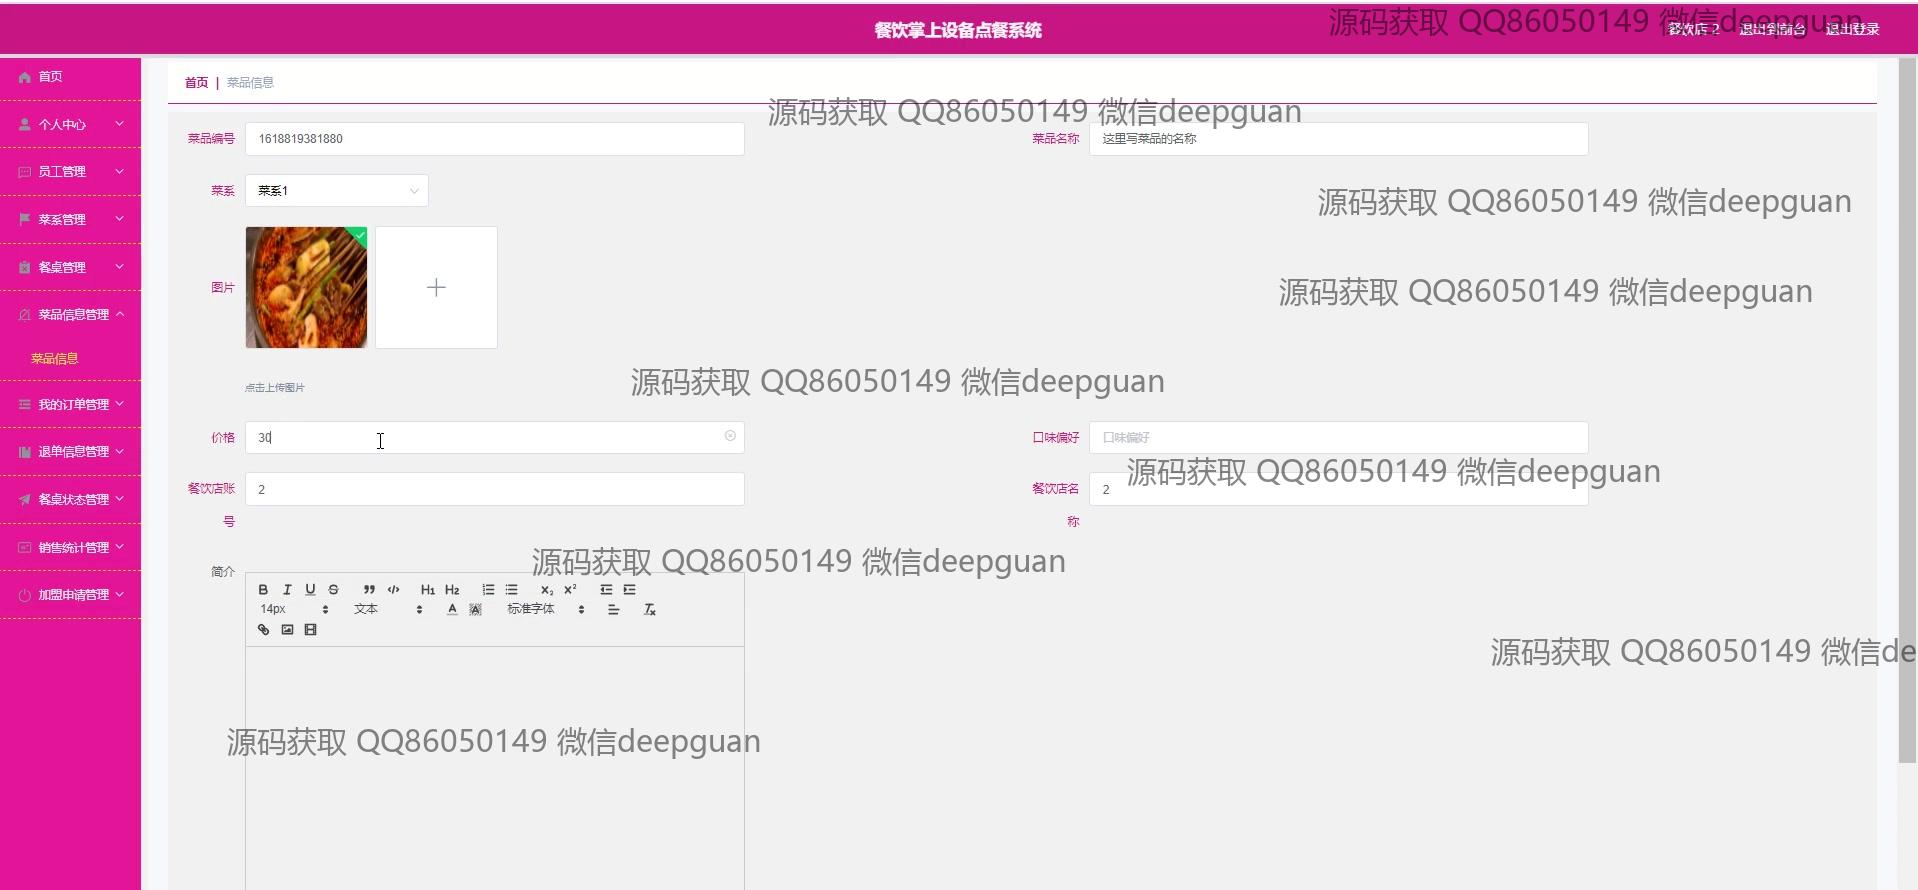 餐饮掌上设备点餐系统
源码获取 QQ86050149 微信deepguan
餐饮店 2 退出到前台 退出登录
首页
个人中心
员工管理
菜系管理
餐桌管理
菜品信息管理
菜品信息
我的订单管理
退单信息管理
餐桌状态管理
销售统计管理
加盟申请管理
首页 | 菜品信息
源码获取 QQ86050149 微信deepguan
菜品编号 1618819381880 菜品名称 这里写菜品的名称
菜系 菜系1
源码获取 QQ86050149 微信deepguan
图片
源码获取 QQ86050149 微信deepguan
点击上传图片
源码获取 QQ86050149 微信deepguan
价格 30 口味偏好 口味偏好
源码获取 QQ86050149 微信deepguan
餐饮店账号 2 餐饮店名称 2
源码获取 QQ86050149 微信deepguan
简介
B I U S ” </> H1 H2 X2 X2
14px 文本 A A 标准字体 Tx
源码获取 QQ86050149 微信dee
源码获取 QQ86050149 微信deepguan